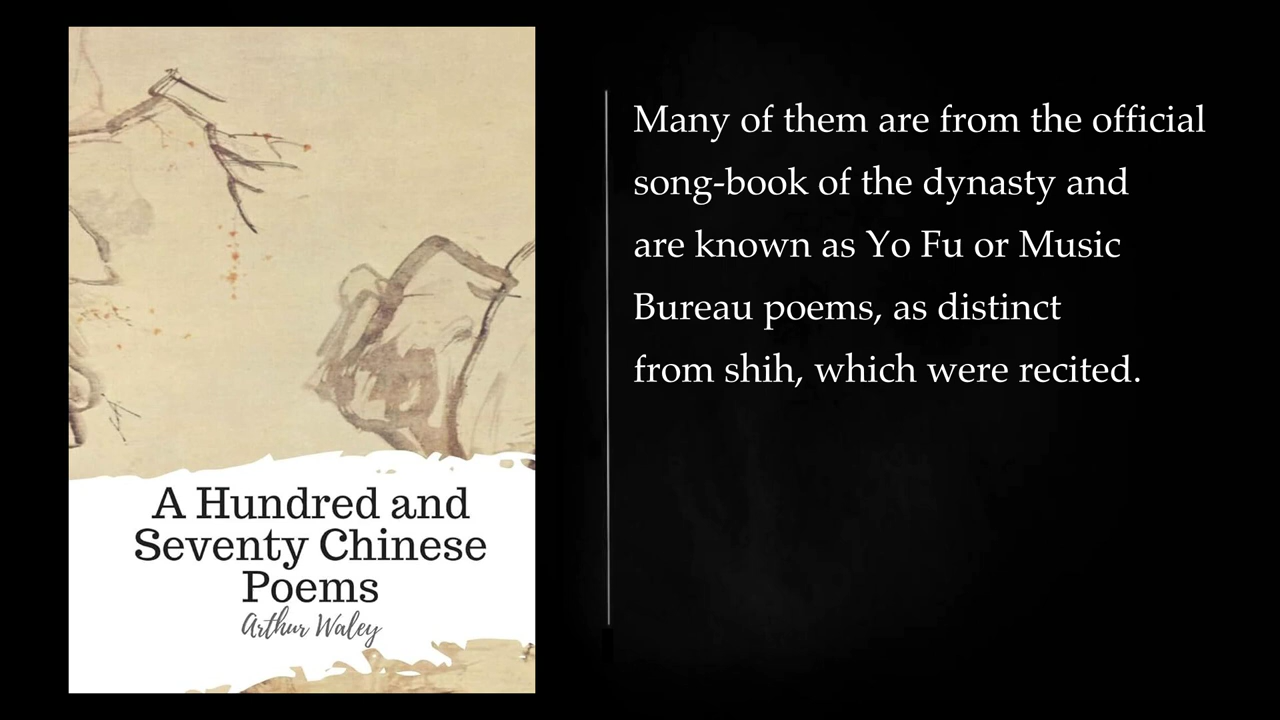 A Hundred and
Seventy Chinese
Poems
Arthur Waley
Many of them are from the official
song-book of the dynasty and
are known as Yo Fu or Music
Bureau poems, as distinct
from shih, which were recited.